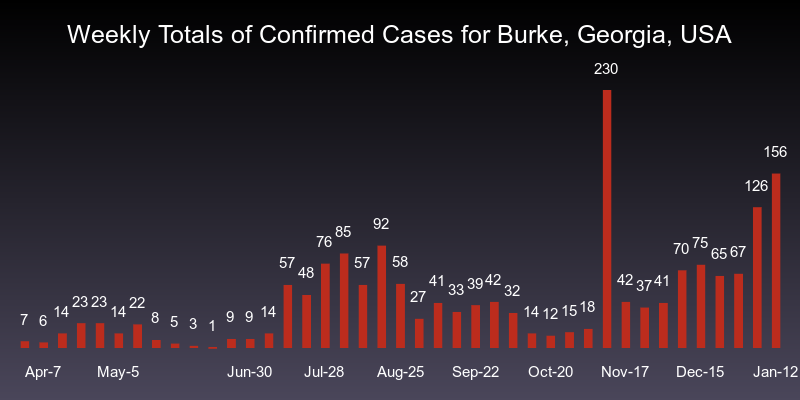 Weekly Totals of Confirmed Cases for Burke, Georgia, USA
7 6 14 23 23 14 22 8 5 3 1 9 9 14 57 48 76 85 57 92 58 27 41 33 39 42 32 14 12 15 18 230 42 37 41 70 75 65 67 126 156
Apr-7 May-5 Jun-30 Jul-28 Aug-25 Sep-22 Oct-20 Nov-17 Dec-15 Jan-12